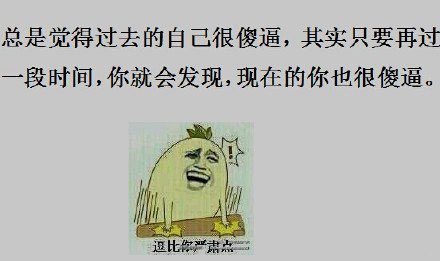 总是觉得过去的自己很傻逼，其实只要再过
一段时间，你就会发现，现在的你也很傻逼。
!
逗比你严肃点